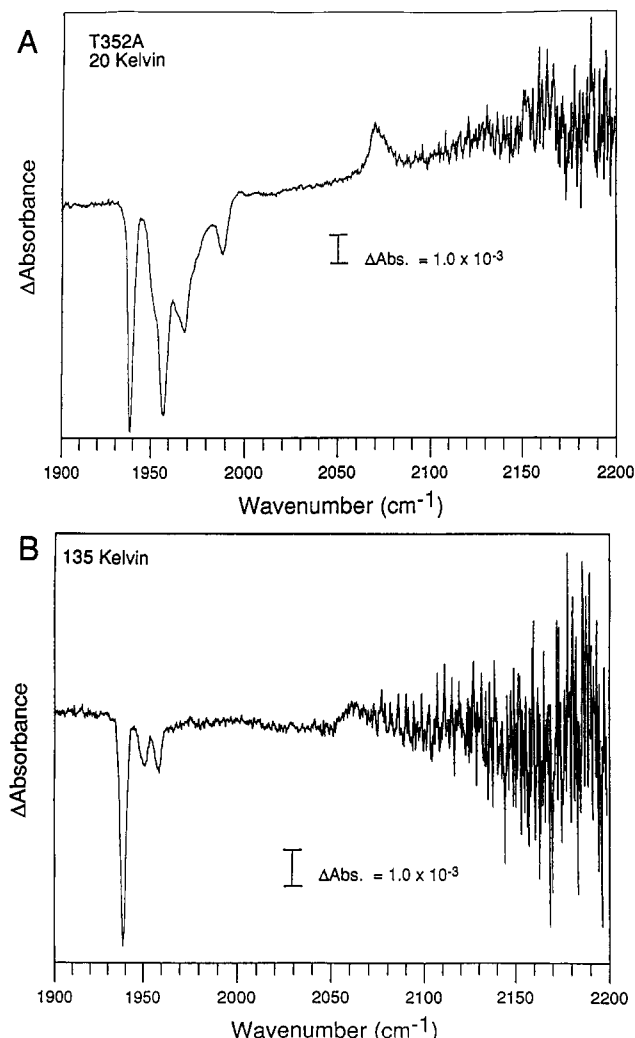 A
T352A
20 Kelvin
ΔAbsorbance
ΔAbs. = 1.0 x 10-3
1900 1950 2000 2050 2100 2150 2200
Wavenumber (cm-1)
B
135 Kelvin
ΔAbsorbance
ΔAbs. = 1.0 x 10-3
1900 1950 2000 2050 2100 2150 2200
Wavenumber (cm-1)